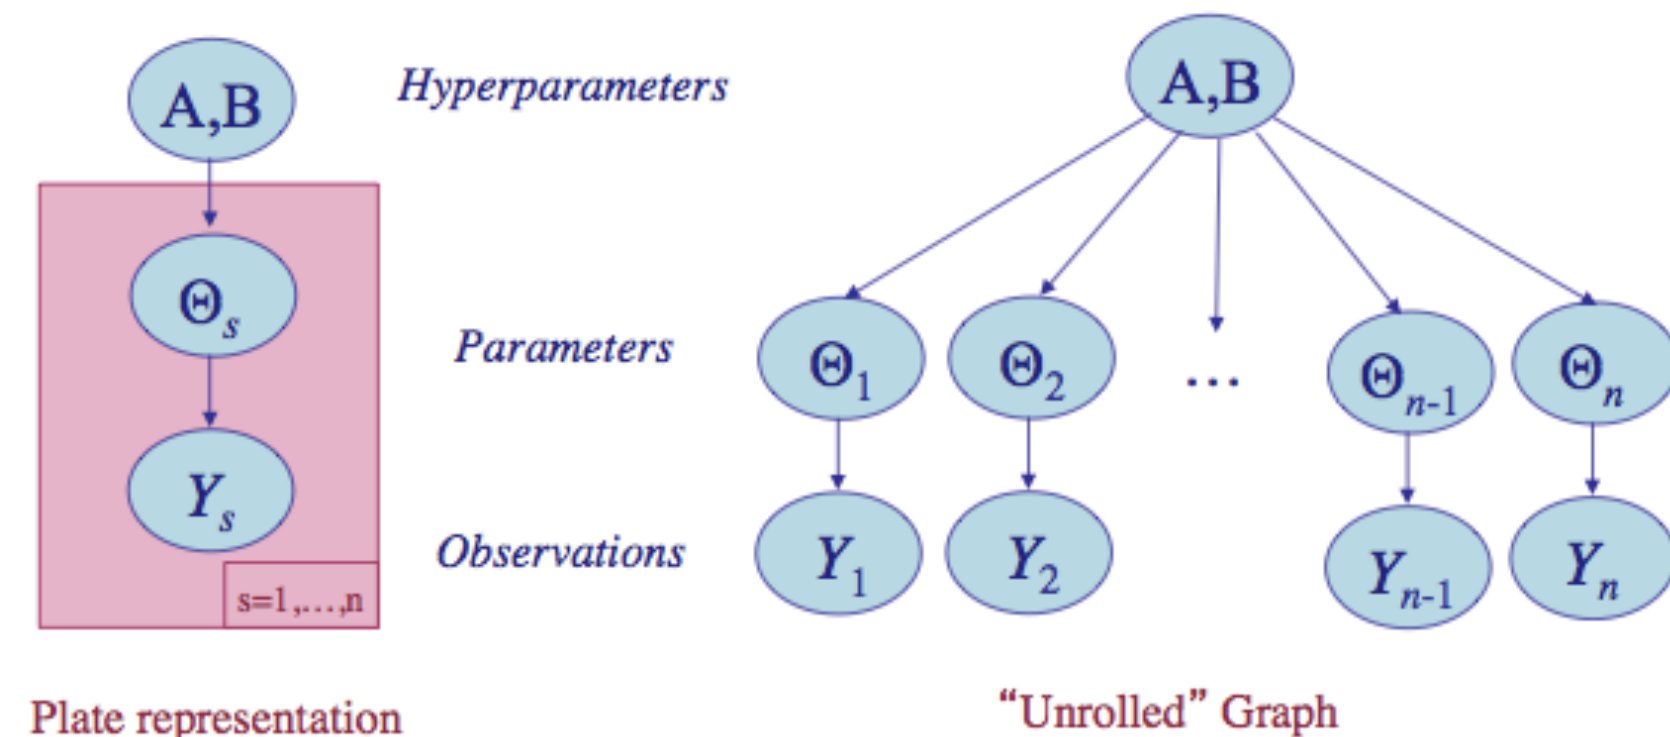 A,B
Hyperparameters
Θs
Parameters
Ys
Observations
s=1,...,n
Plate representation
A,B
Θ1 Θ2 ... Θn-1 Θn
Y1 Y2 Yn-1 Yn
“Unrolled” Graph